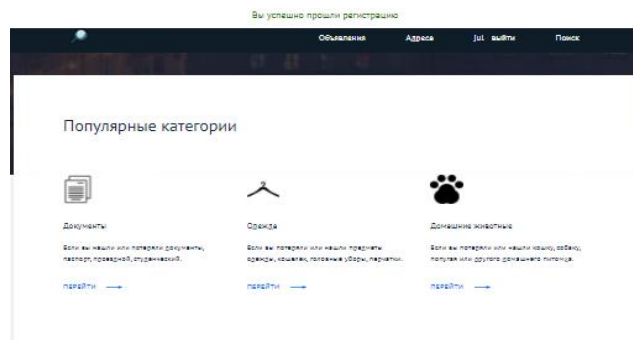 Вы успешно прошли регистрацию
Объявления Адреса Jul выйти Поиск
Популярные категории
Документы
Если вы нашли или потеряли документы,
паспорт, проездной, студенческий.
ПЕРЕЙТИ
Одежда
Если вы потеряли или нашли предметы
одежды, кошелек, головные уборы, перчатки.
ПЕРЕЙТИ
Домашние животные
Если вы потеряли или нашли кошку, собаку,
попугая или другого домашнего питомца.
ПЕРЕЙТИ